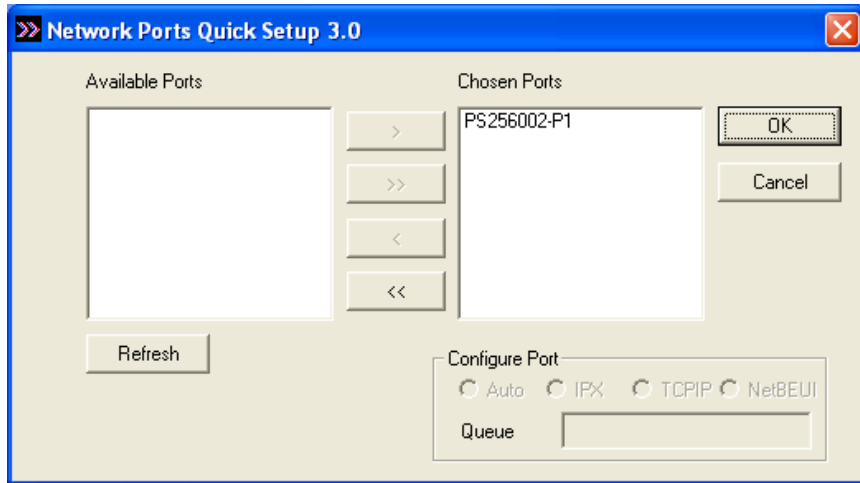 Network Ports Quick Setup 3.0
Available Ports
Chosen Ports
PS256002-P1
>
>>
<
<<
OK
Cancel
Refresh
Configure Port
Auto IPX TCPIP NetBEUI
Queue